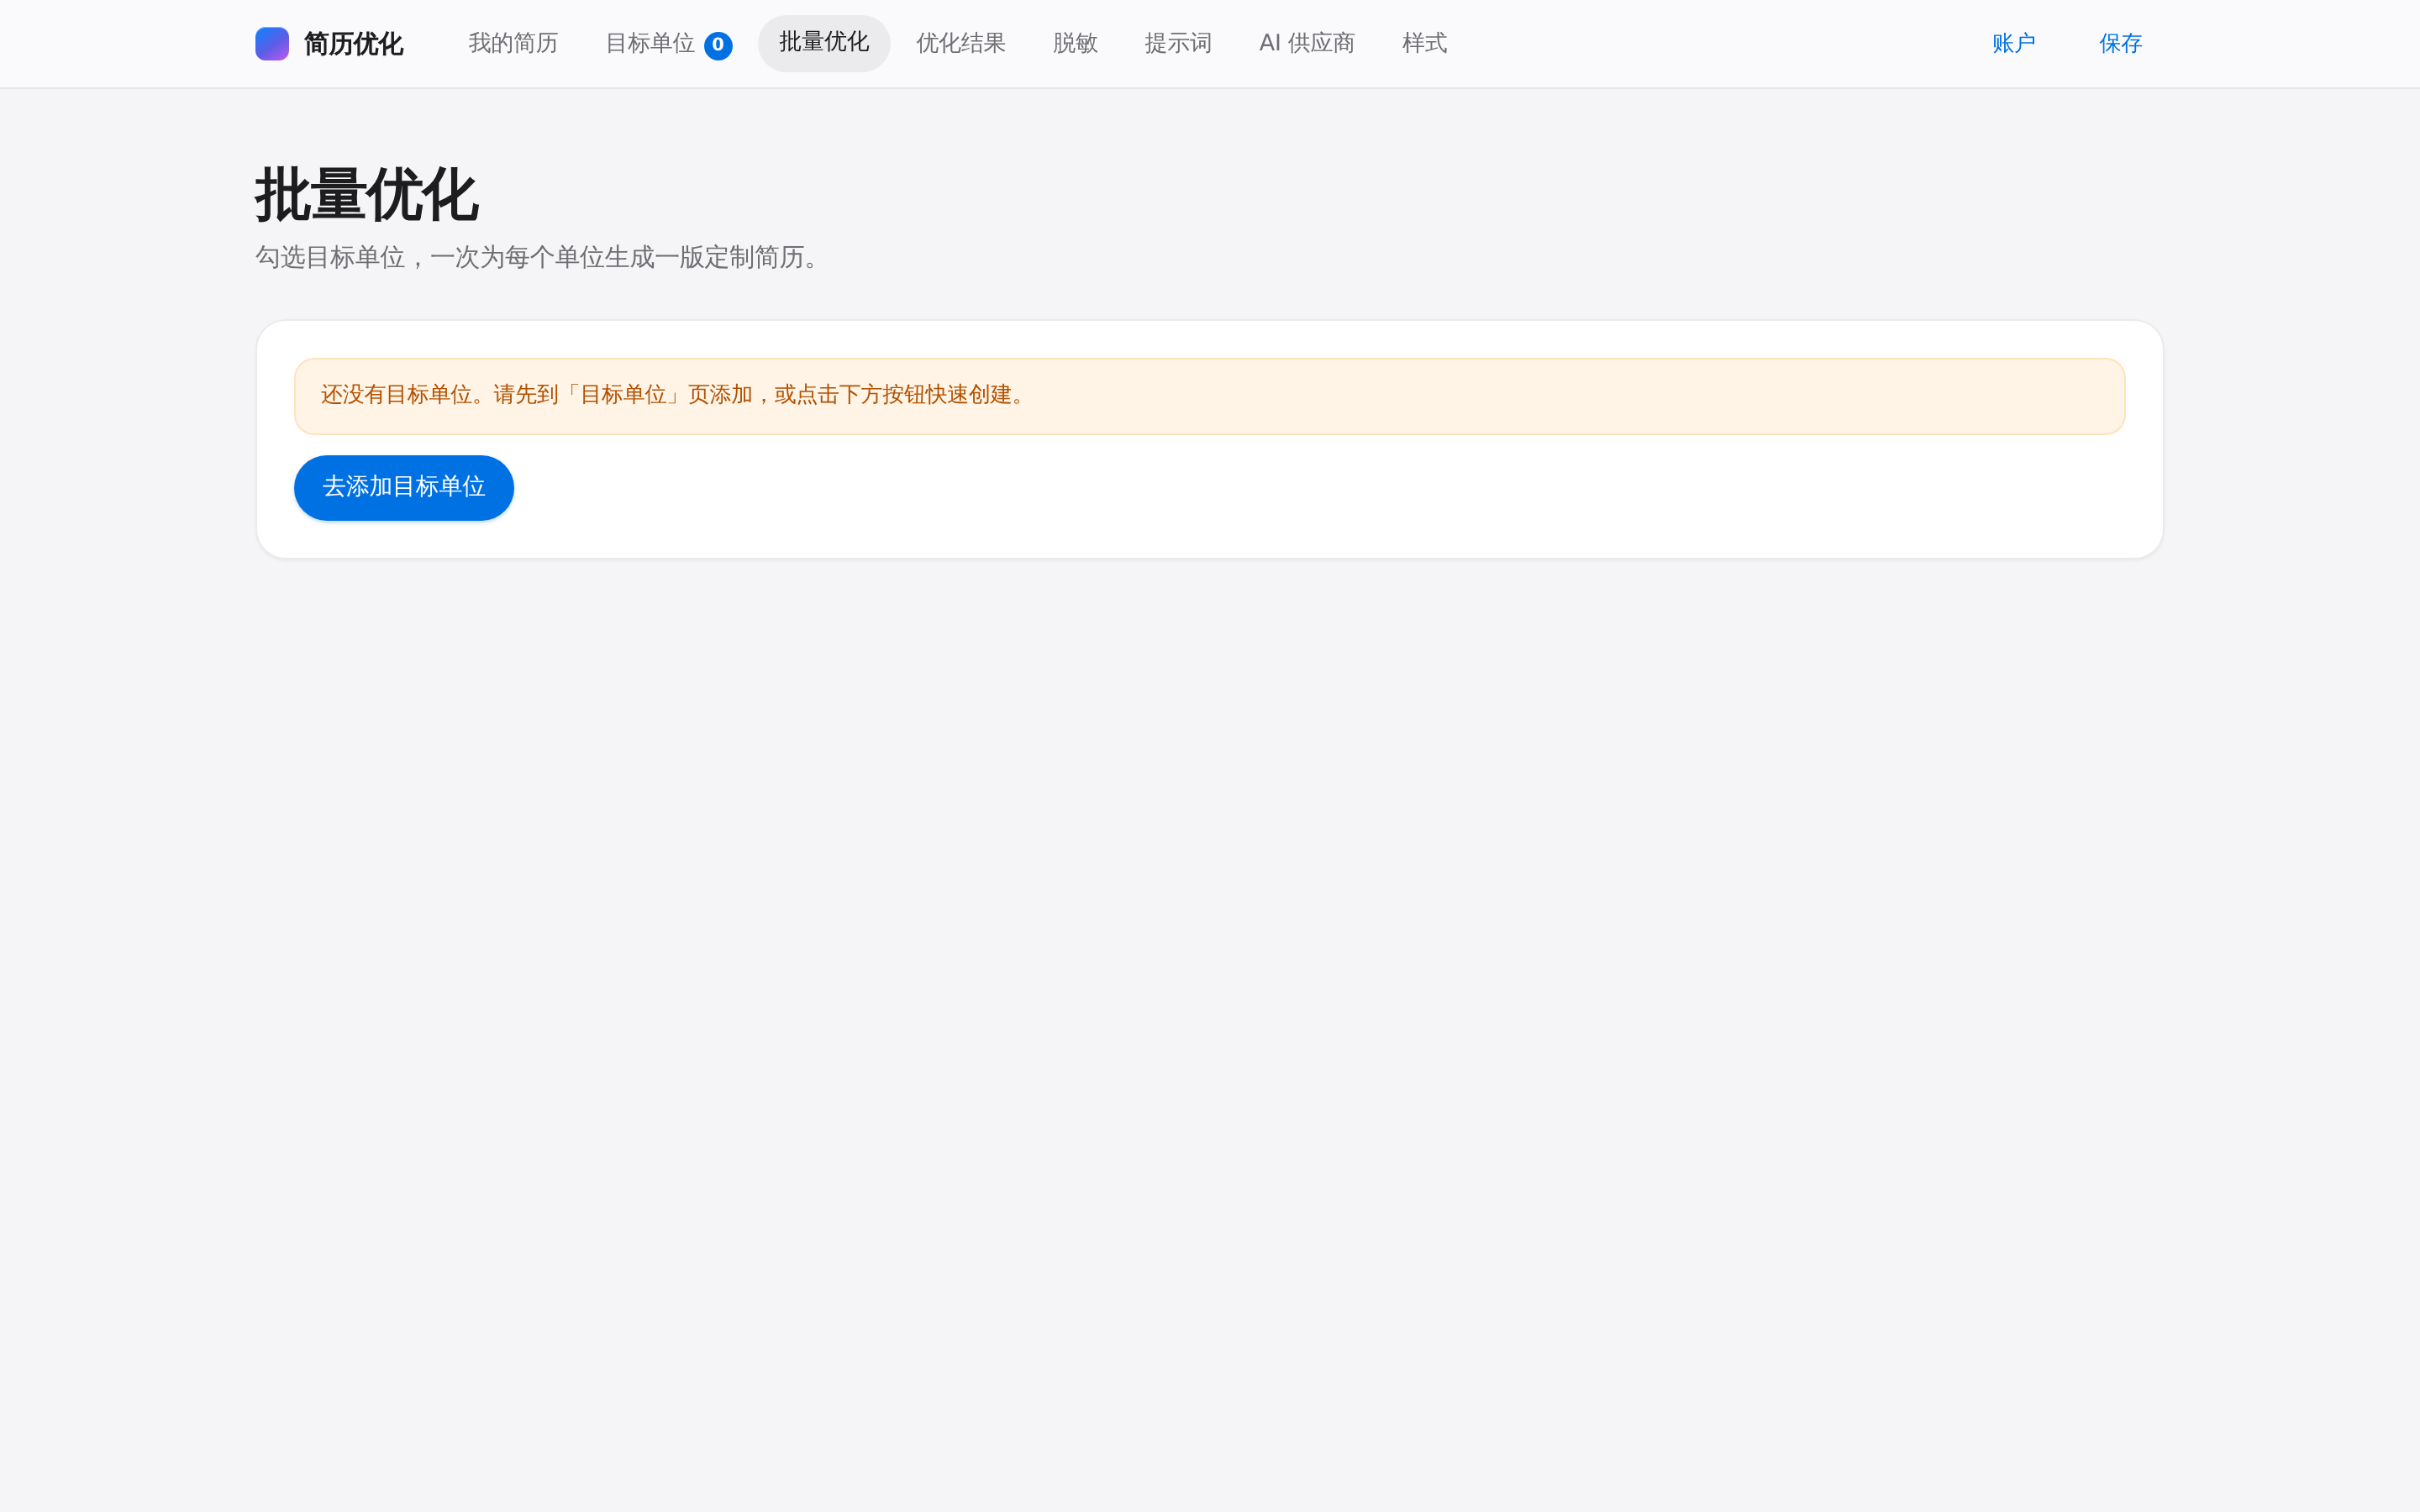 简历优化
我的简历
目标单位 0
批量优化
优化结果
脱敏
提示词
AI 供应商
样式
账户
保存
批量优化
勾选目标单位，一次为每个单位生成一版定制简历。
还没有目标单位。请先到「目标单位」页添加，或点击下方按钮快速创建。
去添加目标单位